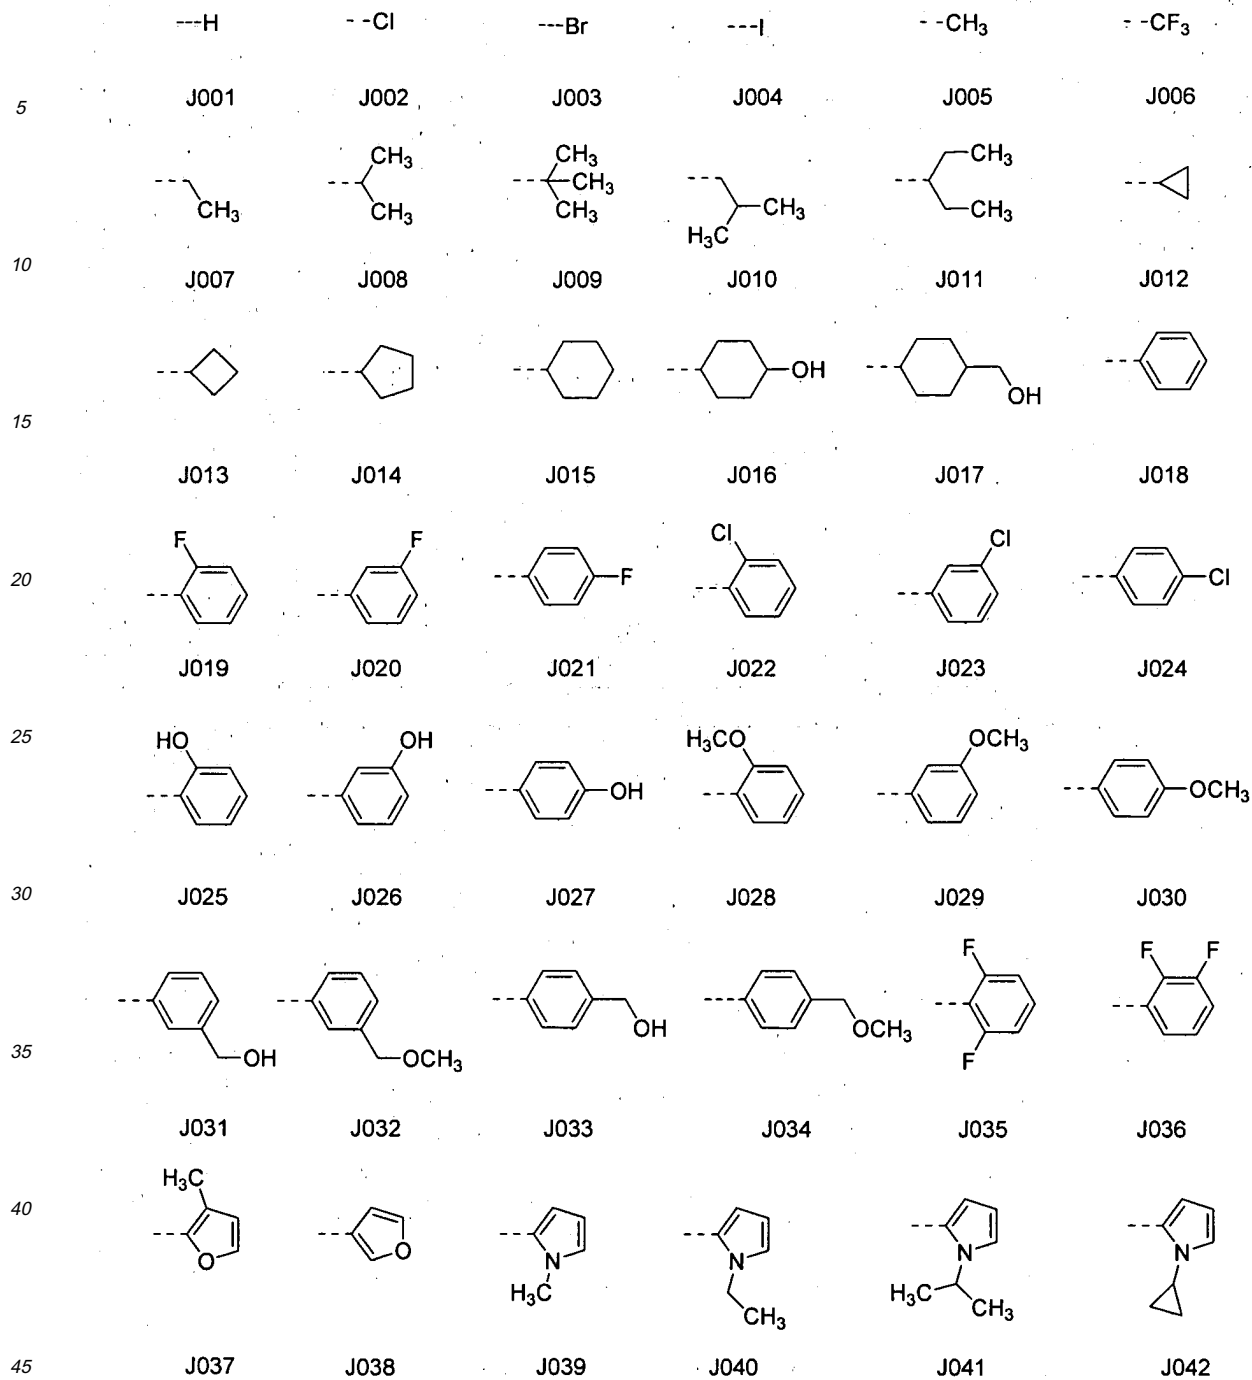 ---H --Cl ---Br ---I --CH₃ --CF₃
5 J001 J002 J003 J004 J005 J006
CH₃ CH₃ CH₃ CH₃
CH₃ CH₃
CH₃ CH₃ CH₃ CH₃
H₃C
10 J007 J008 J009 J010 J011 J012
OH
OH
15
J013 J014 J015 J016 J017 J018
F F Cl Cl
20 F Cl
J019 J020 J021 J022 J023 J024
25 HO OH H₃CO OCH₃
OH OCH₃
30 J025 J026 J027 J028 J029 J030
F F F
OH OCH₃
35 OH OCH₃ F
J031 J032 J033 J034 J035 J036
H₃C
40
O O N N N N
H₃C CH₃ H₃C CH₃
45 J037 J038 J039 J040 J041 J042